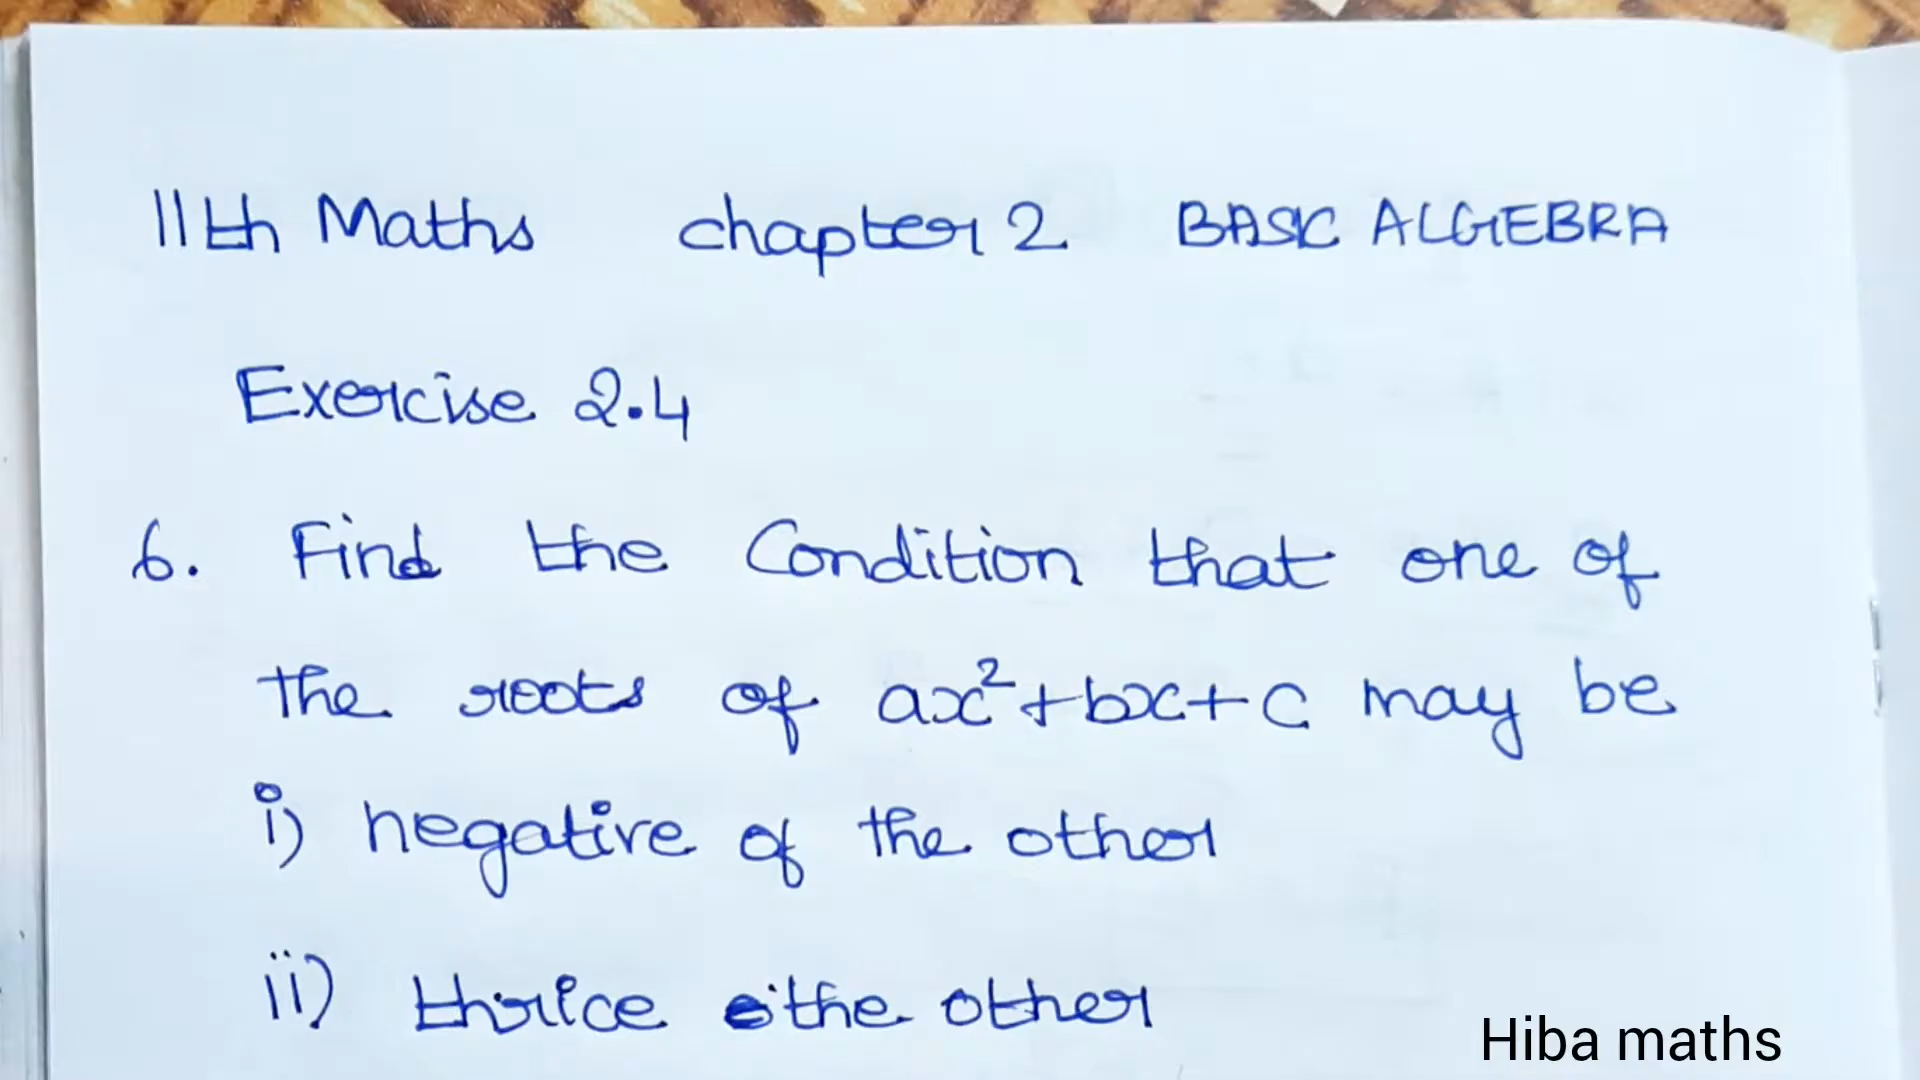 11th Maths chapter 2 BASIC ALGEBRA
Exercise 2.4
6. Find the Condition that one of
the roots of ax²+bx+c may be
i) negative of the other
ii) thrice the other
Hiba maths